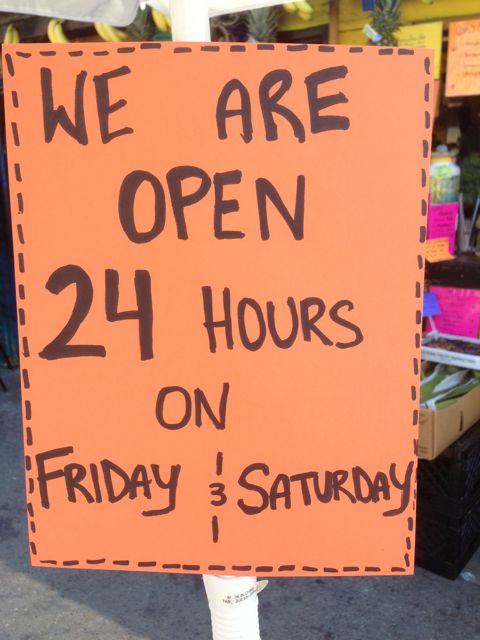 WE ARE
OPEN
24 HOURS
ON
FRIDAY & SATURDAY